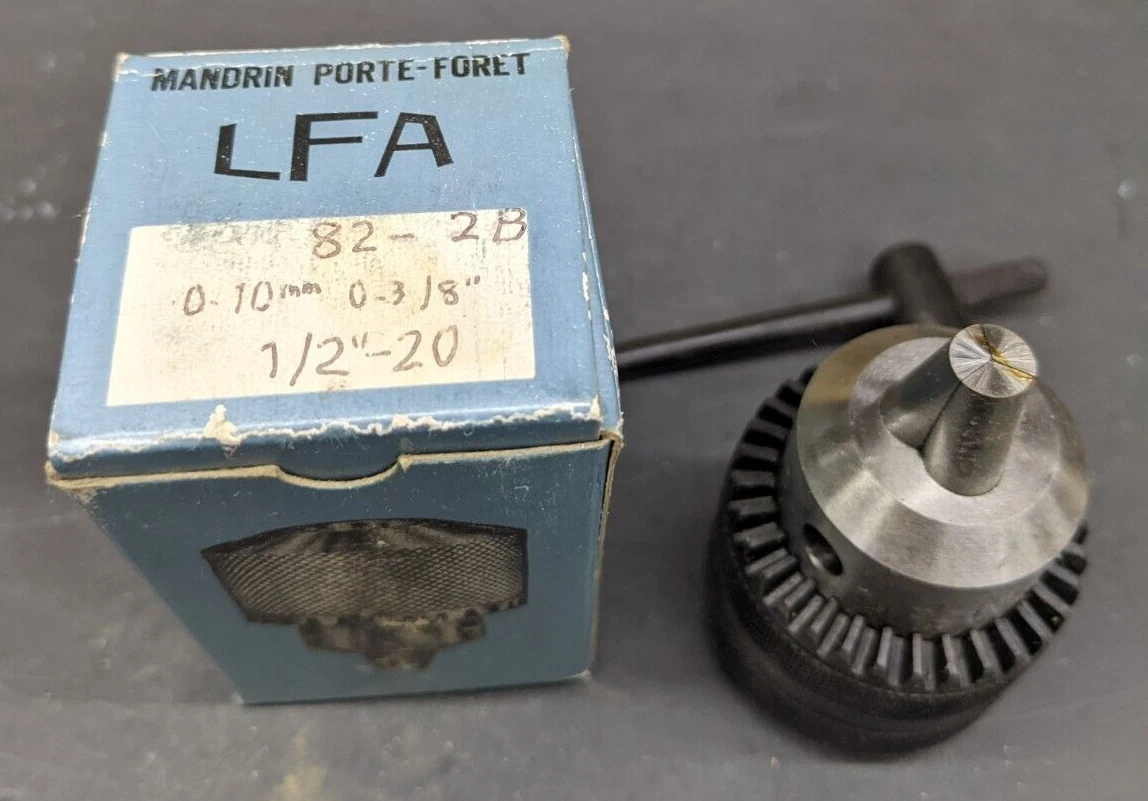 MANDRIN PORTE-FORET
LFA
82-2B
0-10mm 0-3/8"
1/2"-20